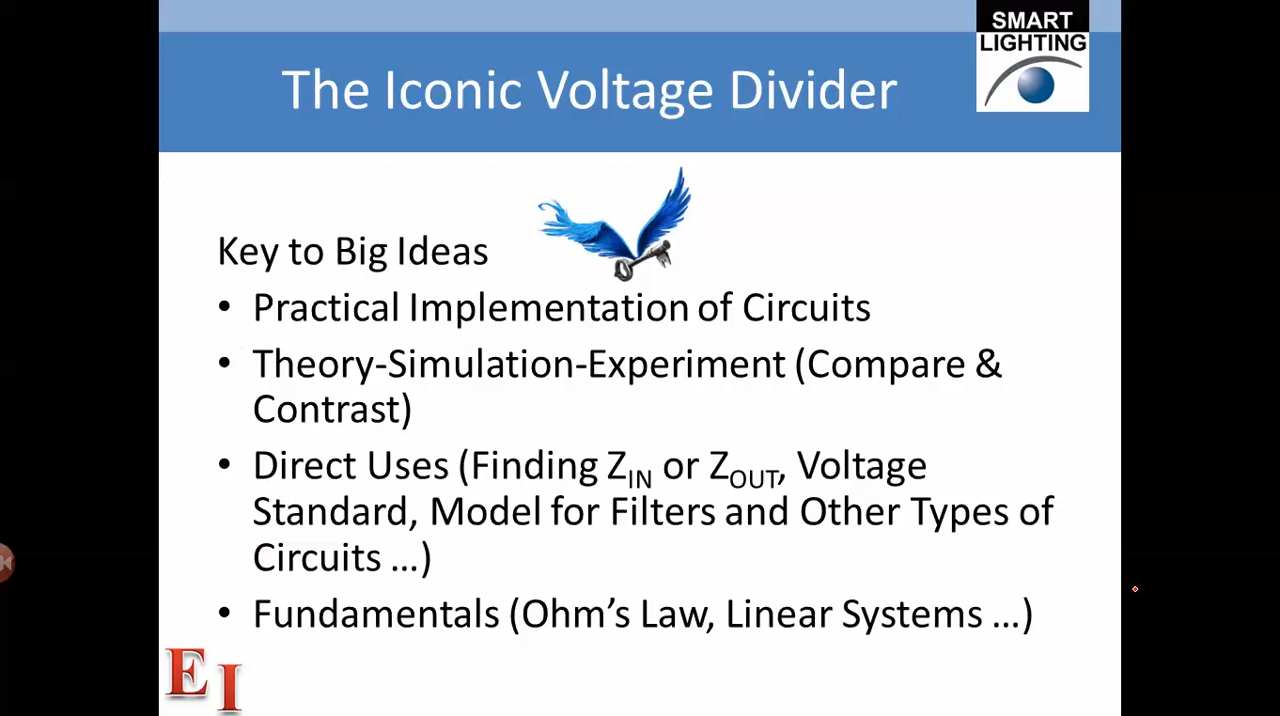 SMART
LIGHTING
The Iconic Voltage Divider
Key to Big Ideas
• Practical Implementation of Circuits
• Theory-Simulation-Experiment (Compare &
Contrast)
• Direct Uses (Finding Z_IN or Z_OUT, Voltage
Standard, Model for Filters and Other Types of
Circuits ...)
• Fundamentals (Ohm’s Law, Linear Systems ...)
EI